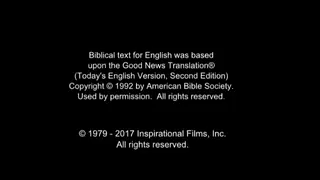 Biblical text for English was based
upon the Good News Translation®
(Today's English Version, Second Edition)
Copyright © 1992 by American Bible Society.
Used by permission.  All rights reserved.
© 1979 - 2017 Inspirational Films, Inc.
All rights reserved.